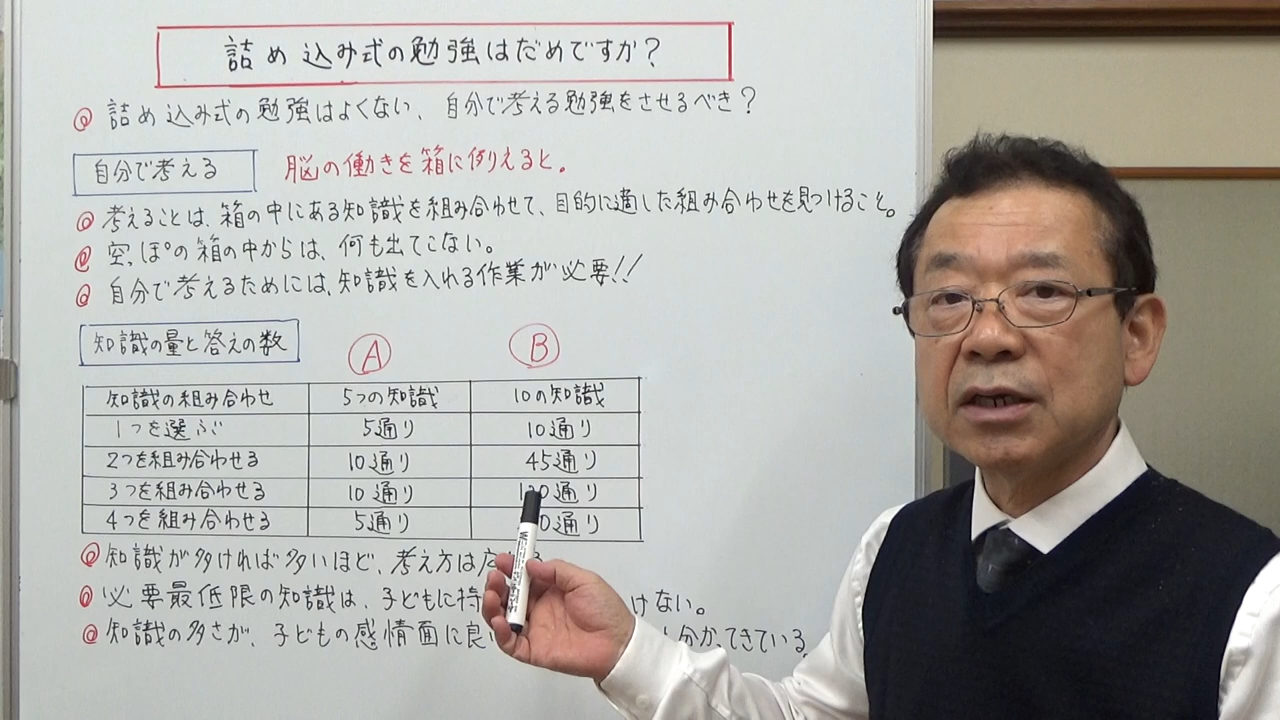 詰め込み式の勉強はだめですか？
◎ 詰め込み式の勉強はよくない、自分で考える勉強をさせるべき？
自分で考える 脳の働きを箱に例えると。
◎ 考えることは、箱の中にある知識を組み合わせて、目的に適した組み合わせを見つけること。
◎ 空っぽの箱の中からは、何も出てこない。
◎ 自分で考えるためには、知識を入れる作業が必要!!
知識の量と答えの数 A B
知識の組み合わせ 5つの知識 10の知識
1つを選ぶ 5通り 10通り
2つを組み合わせる 10通り 45通り
3つを組み合わせる 10通り 1 0通り
4つを組み合わせる 5通り 0通り
◎ 知識が多ければ多いほど、考え方は
◎ 必要最低限の知識は、子どもに持 けない。
◎ 知識の多さが、子どもの感情面に良い 分かってきている。